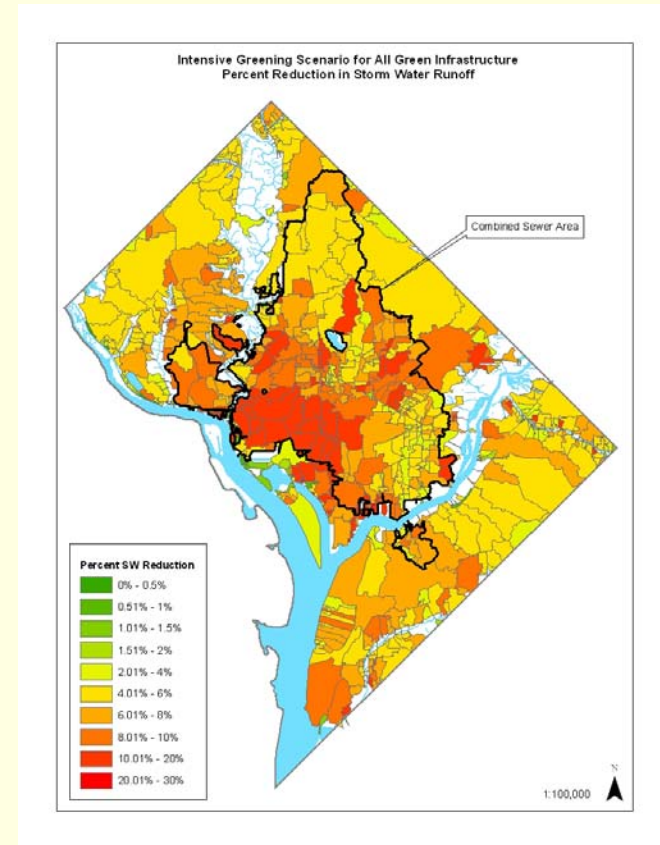 Intensive Greening Scenario for All Green Infrastructure
Percent Reduction in Storm Water Runoff
Combined Sewer Area
Percent SW Reduction
0% - 0.5%
0.51% - 1%
1.01% - 1.5%
1.51% - 2%
2.01% - 4%
4.01% - 6%
6.01% - 8%
8.01% - 10%
10.01% - 20%
20.01% - 30%
N
1:100,000